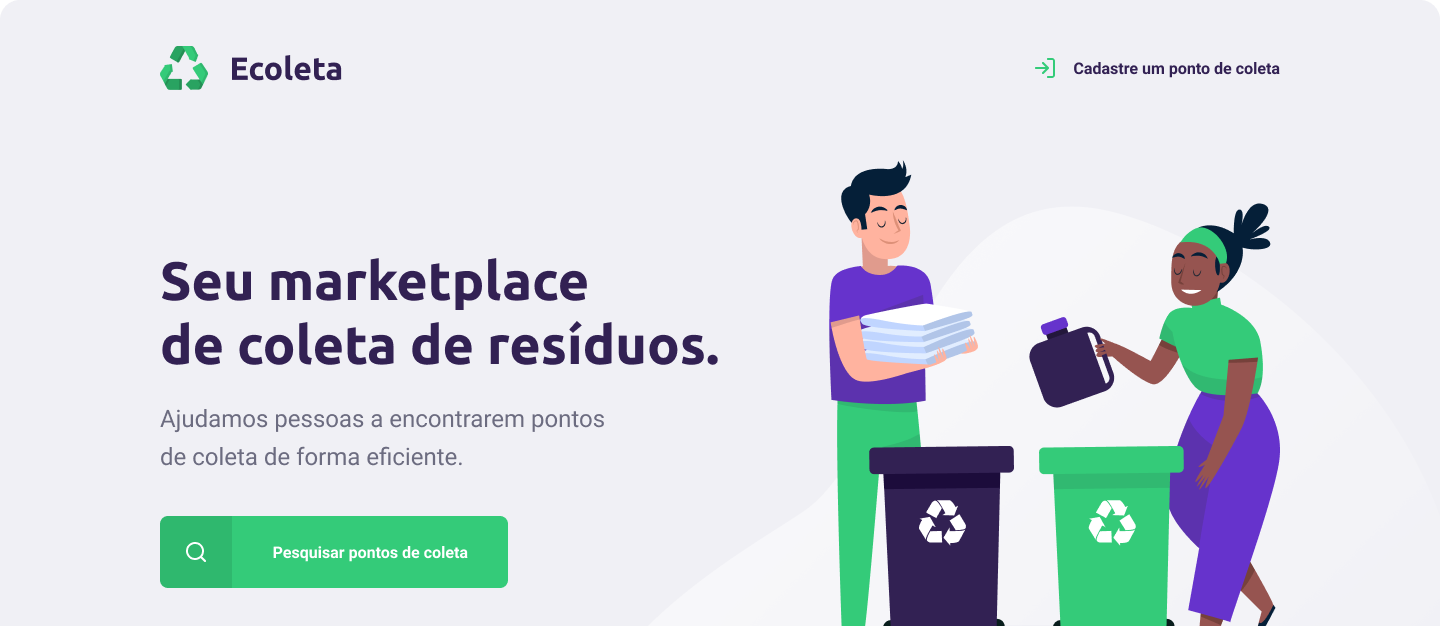 Ecoleta
Cadastre um ponto de coleta
Seu marketplace
de coleta de resíduos.
Ajudamos pessoas a encontrarem pontos
de coleta de forma eficiente.
Pesquisar pontos de coleta